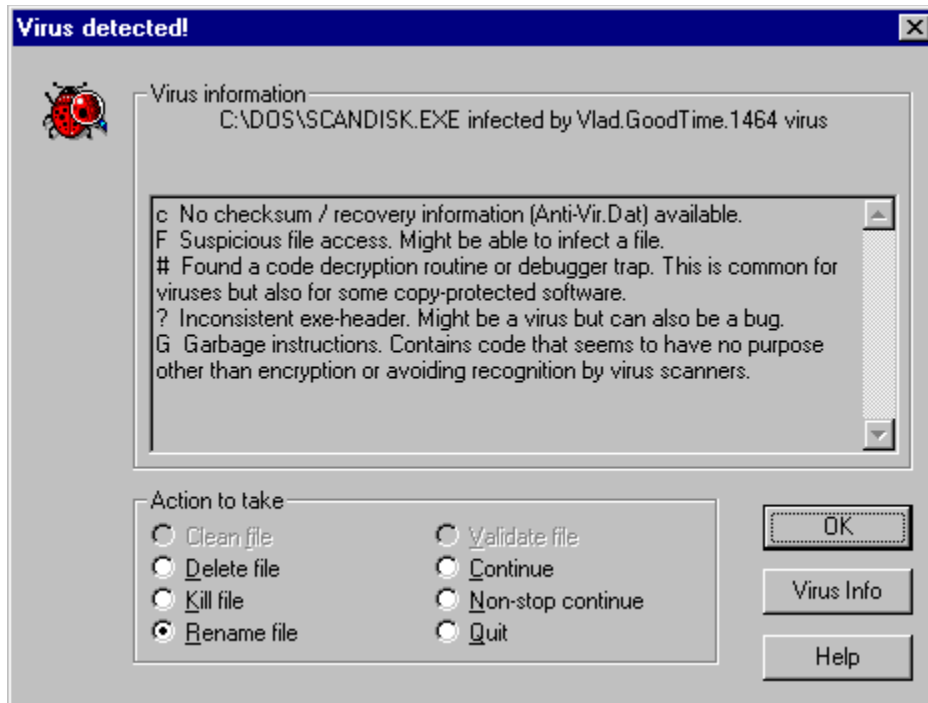 Virus detected!
Virus information
C:\DOS\SCANDISK.EXE infected by Vlad.GoodTime.1464 virus
c  No checksum / recovery information (Anti-Vir.Dat) available.
F  Suspicious file access. Might be able to infect a file.
#  Found a code decryption routine or debugger trap. This is common for
viruses but also for some copy-protected software.
?  Inconsistent exe-header. Might be a virus but can also be a bug.
G  Garbage instructions. Contains code that seems to have no purpose
other than encryption or avoiding recognition by virus scanners.
Action to take
Clean file
Validate file
Delete file
Continue
Kill file
Non-stop continue
Rename file
Quit
OK
Virus Info
Help